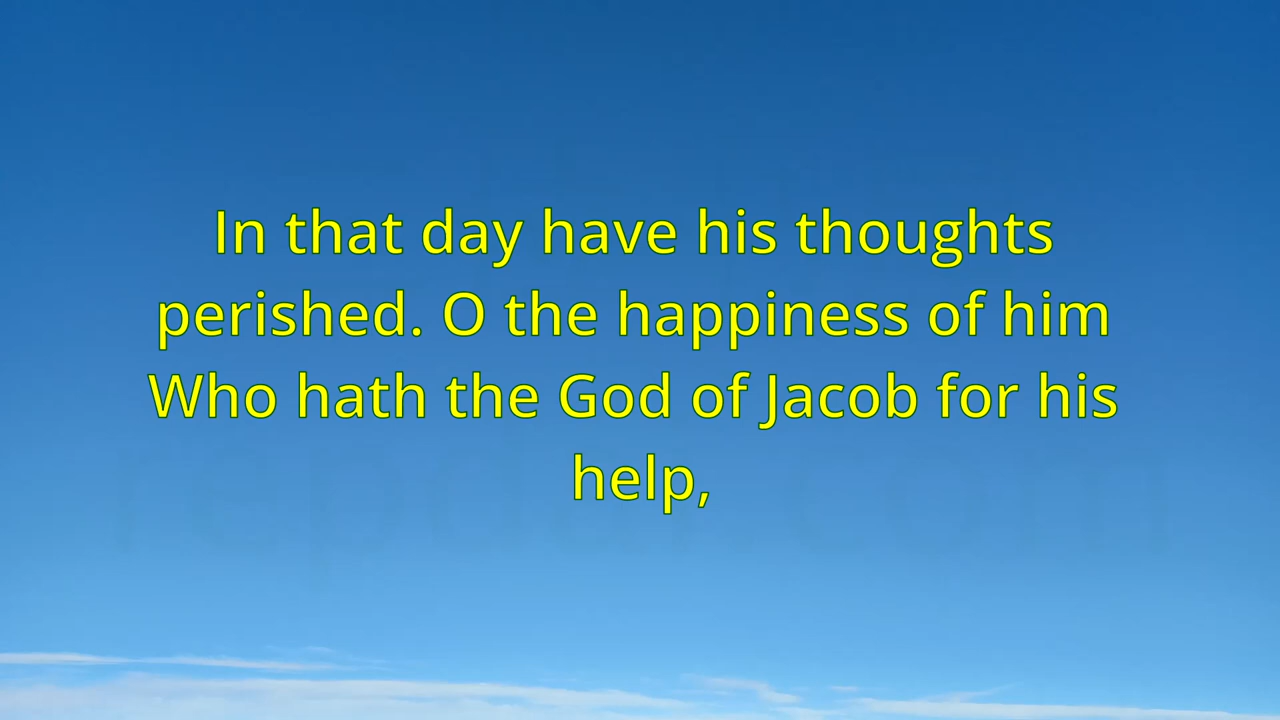 In that day have his thoughts
perished. O the happiness of him
Who hath the God of Jacob for his
help,